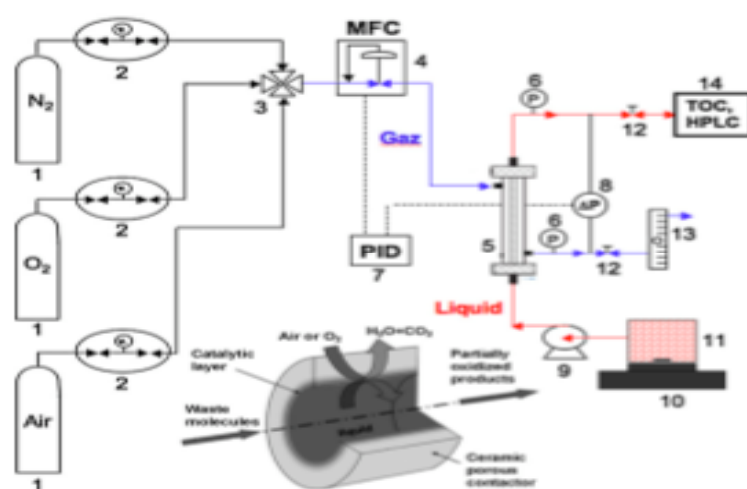 MFC
N₂
2
3
4
6
P
14
TOC,
HPLC
12
1
Gaz
8
ΔP
O₂
2
PID
7
5
6
P
12
13
1
Liquid
9
11
10
Air
2
1
Air or O₂
H₂O+CO₂
Catalytic
layer
Partially
oxidized
products
Waste
molecules
liquid
Ceramic
porous
contactor